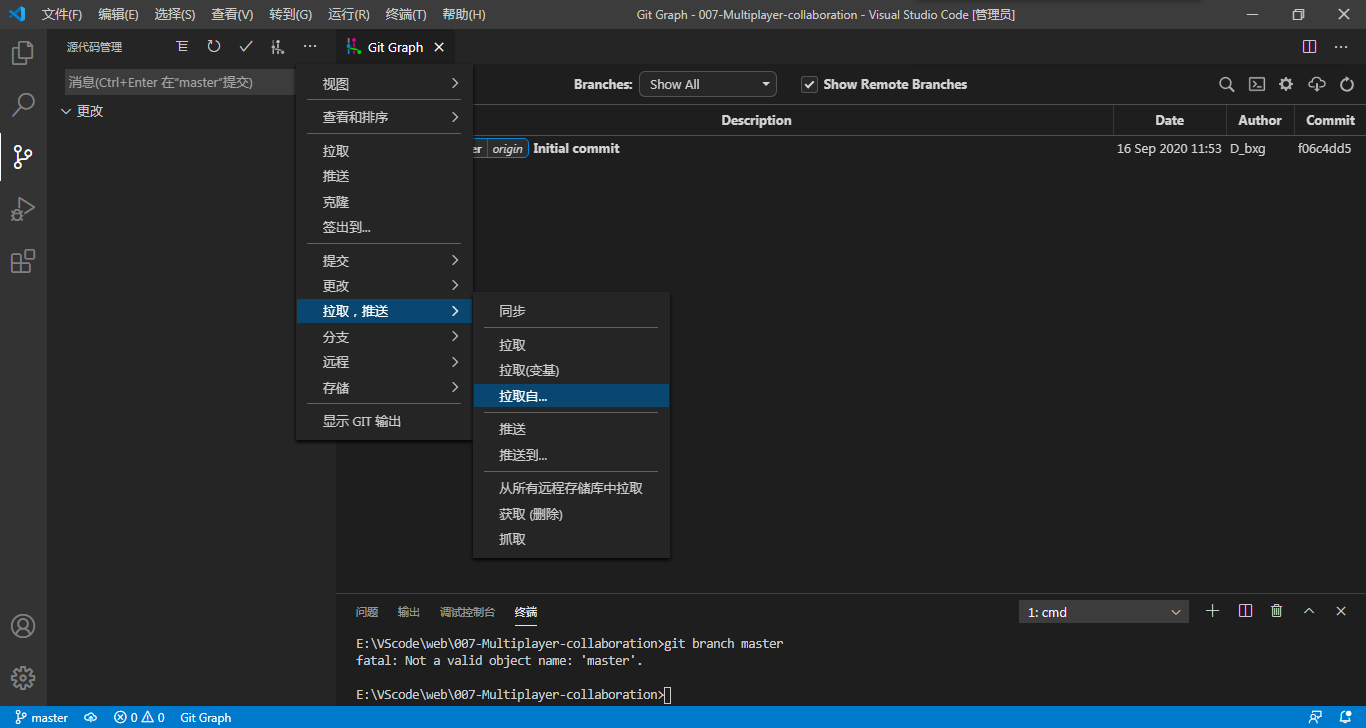 文件(F) 编辑(E) 选择(S) 查看(V) 转到(G) 运行(R) 终端(T) 帮助(H) Git Graph - 007-Multiplayer-collaboration - Visual Studio Code [管理员]
源代码管理 Git Graph
消息(Ctrl+Enter 在"master"提交)
更改
视图
查看和排序
拉取
推送
克隆
签出到...
提交
更改
拉取，推送
分支
远程
存储
显示 GIT 输出
同步
拉取
拉取(变基)
拉取自...
推送
推送到...
从所有远程存储库中拉取
获取 (删除)
抓取
Branches: Show All Show Remote Branches
Description Date Author Commit
er origin Initial commit 16 Sep 2020 11:53 D_bxg f06c4dd5
问题 输出 调试控制台 终端 1: cmd
E:\VScode\web\007-Multiplayer-collaboration>git branch master
fatal: Not a valid object name: 'master'.
E:\VScode\web\007-Multiplayer-collaboration>
master 0 0 Git Graph